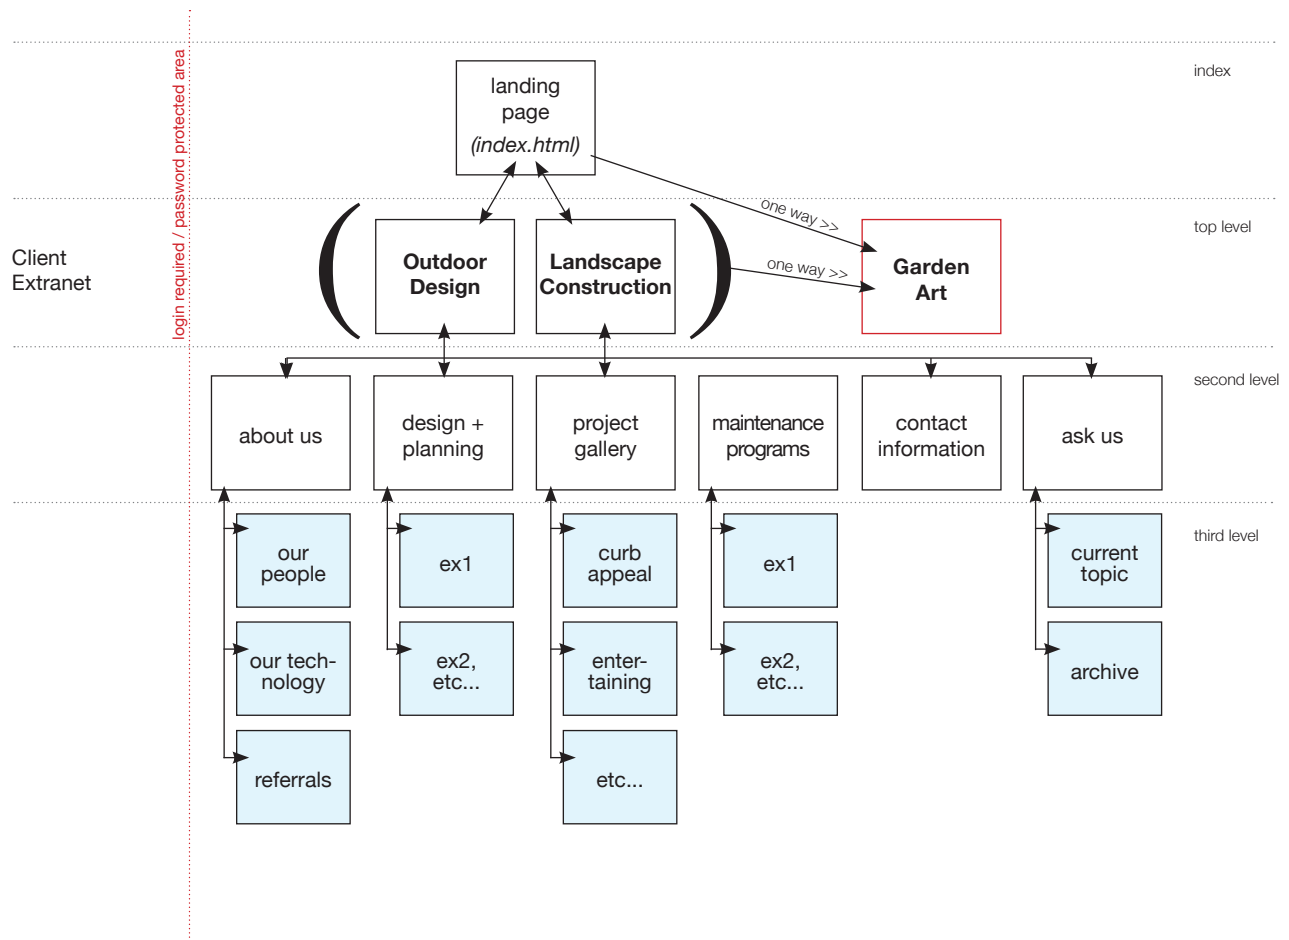 login required / password protected area
index
landing
page
(index.html)
one way >>
one way >>
top level
Client
Extranet
Outdoor
Design
Landscape
Construction
Garden
Art
second level
about us
design +
planning
project
gallery
maintenance
programs
contact
information
ask us
third level
our
people
ex1
curb
appeal
ex1
current
topic
our tech-
nology
ex2,
etc...
enter-
taining
ex2,
etc...
archive
referrals
etc...